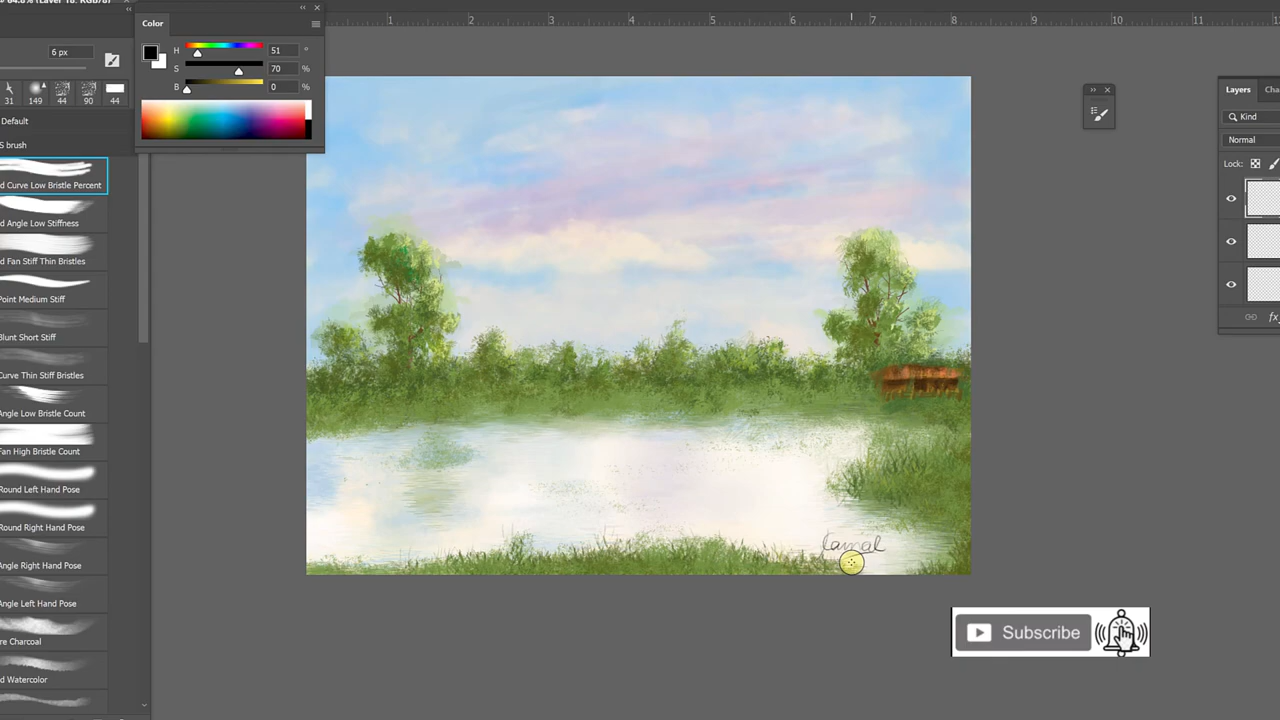 Color
6 px
H 51 °
S 70 %
B 0 %
31 149 44 90 44
Default
S brush
d Curve Low Bristle Percent
d Angle Low Stiffness
d Fan Stiff Thin Bristles
Point Medium Stiff
Blunt Short Stiff
Curve Thin Stiff Bristles
Angle Low Bristle Count
Fan High Bristle Count
Round Left Hand Pose
Round Right Hand Pose
Angle Right Hand Pose
Angle Left Hand Pose
re Charcoal
d Watercolor
1 2 3 4 5 6 7 8 9 10 11 12
Layers Cha
Kind
Normal
Lock:
fx
Subscribe